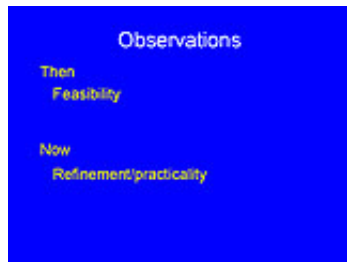 Observations
Then
Feasibility
Now
Refinement/practicality